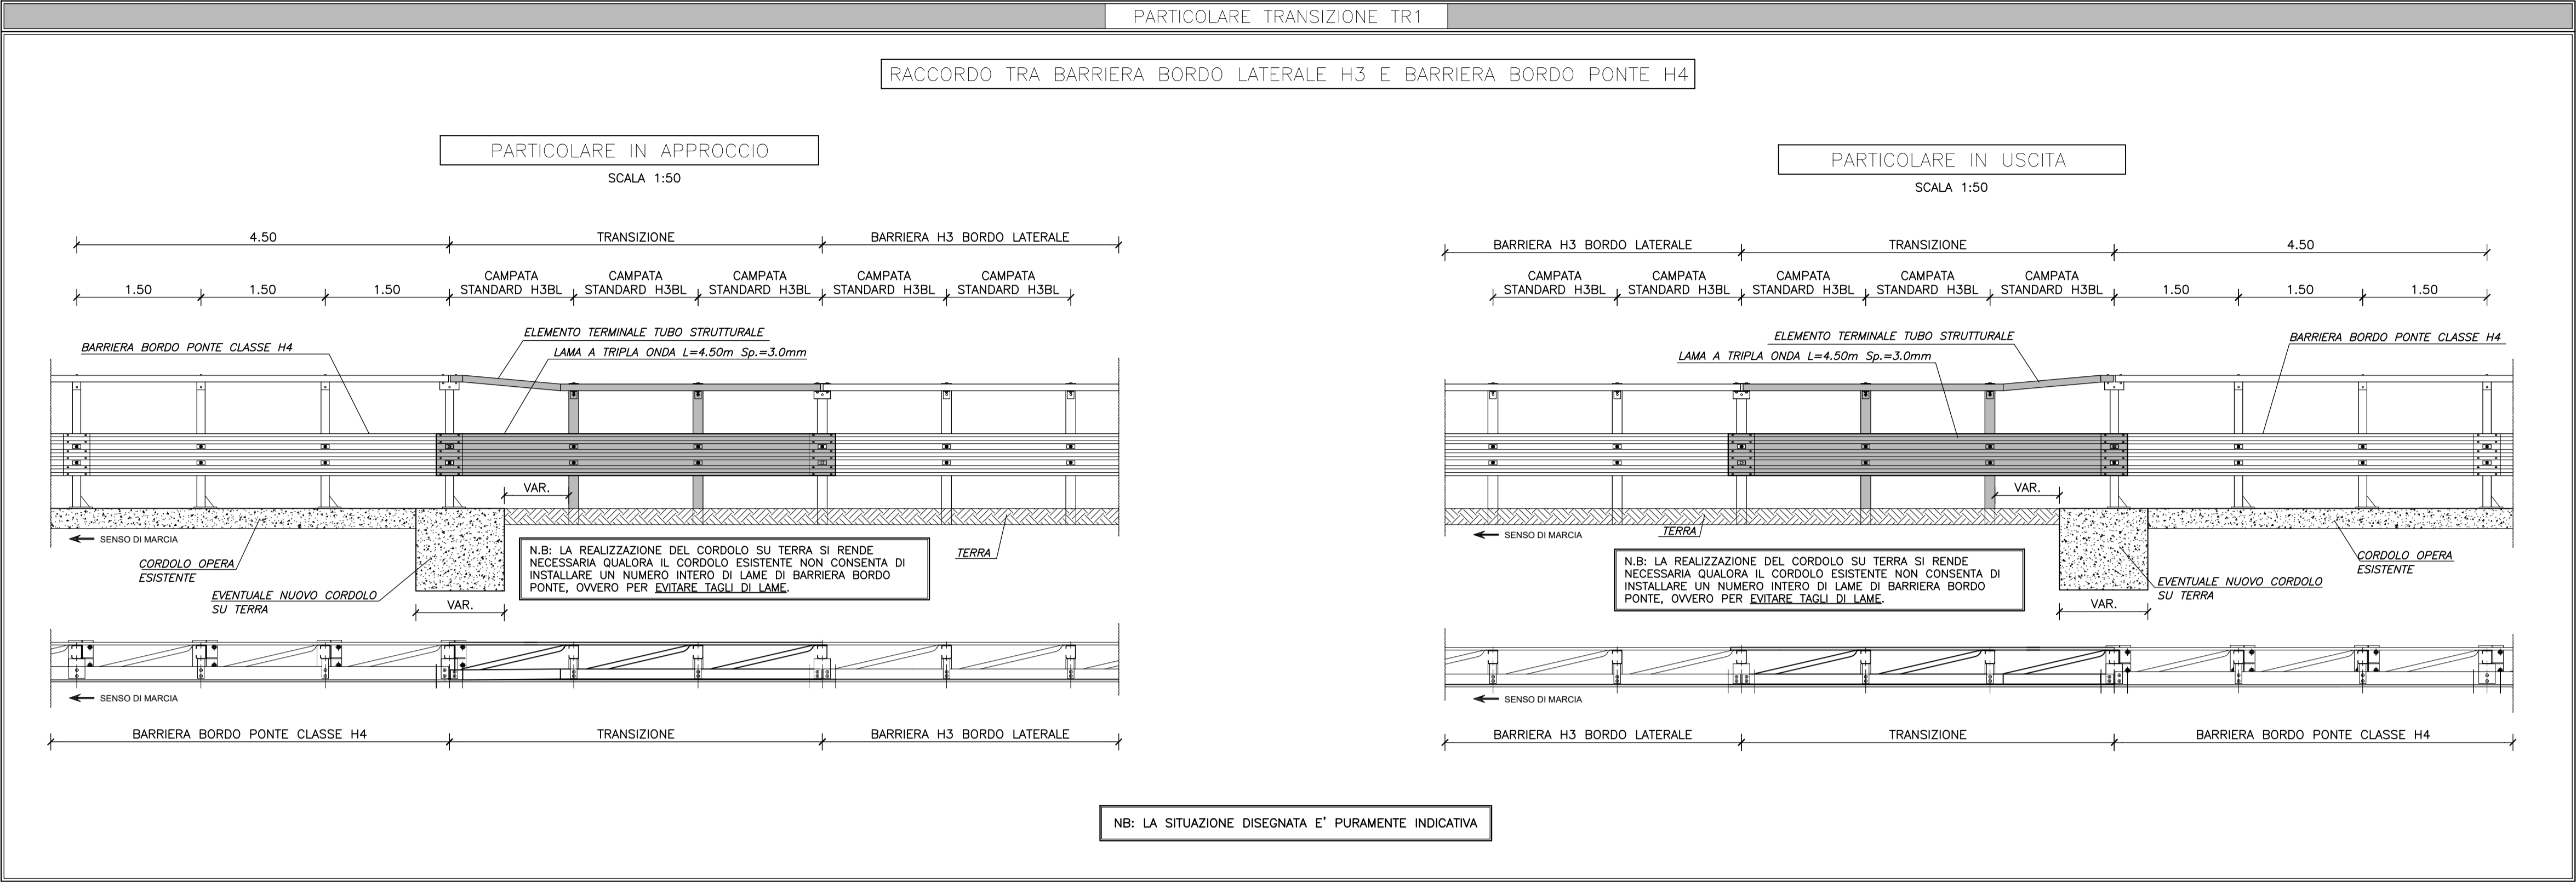 PARTICOLARE TRANSIZIONE TR1
RACCORDO TRA BARRIERA BORDO LATERALE H3 E BARRIERA BORDO PONTE H4
PARTICOLARE IN APPROCCIO
SCALA 1:50
4.50
TRANSIZIONE
BARRIERA H3 BORDO LATERALE
1.50
1.50
1.50
CAMPATA
STANDARD H3BL
CAMPATA
STANDARD H3BL
CAMPATA
STANDARD H3BL
CAMPATA
STANDARD H3BL
CAMPATA
STANDARD H3BL
ELEMENTO TERMINALE TUBO STRUTTURALE
BARRIERA BORDO PONTE CLASSE H4
LAMA A TRIPLA ONDA L=4.50m Sp.=3.0mm
VAR.
SENSO DI MARCIA
CORDOLO OPERA
ESISTENTE
EVENTUALE NUOVO CORDOLO
SU TERRA
VAR.
N.B: LA REALIZZAZIONE DEL CORDOLO SU TERRA SI RENDE
NECESSARIA QUALORA IL CORDOLO ESISTENTE NON CONSENTA DI
INSTALLARE UN NUMERO INTERO DI LAME DI BARRIERA BORDO
PONTE, OVVERO PER EVITARE TAGLI DI LAME.
TERRA
SENSO DI MARCIA
BARRIERA BORDO PONTE CLASSE H4
TRANSIZIONE
BARRIERA H3 BORDO LATERALE
PARTICOLARE IN USCITA
SCALA 1:50
BARRIERA H3 BORDO LATERALE
TRANSIZIONE
4.50
CAMPATA
STANDARD H3BL
CAMPATA
STANDARD H3BL
CAMPATA
STANDARD H3BL
CAMPATA
STANDARD H3BL
CAMPATA
STANDARD H3BL
1.50
1.50
1.50
ELEMENTO TERMINALE TUBO STRUTTURALE
BARRIERA BORDO PONTE CLASSE H4
LAMA A TRIPLA ONDA L=4.50m Sp.=3.0mm
VAR.
SENSO DI MARCIA
TERRA
N.B: LA REALIZZAZIONE DEL CORDOLO SU TERRA SI RENDE
NECESSARIA QUALORA IL CORDOLO ESISTENTE NON CONSENTA DI
INSTALLARE UN NUMERO INTERO DI LAME DI BARRIERA BORDO
PONTE, OVVERO PER EVITARE TAGLI DI LAME.
CORDOLO OPERA
ESISTENTE
EVENTUALE NUOVO CORDOLO
SU TERRA
VAR.
SENSO DI MARCIA
BARRIERA H3 BORDO LATERALE
TRANSIZIONE
BARRIERA BORDO PONTE CLASSE H4
NB: LA SITUAZIONE DISEGNATA E' PURAMENTE INDICATIVA